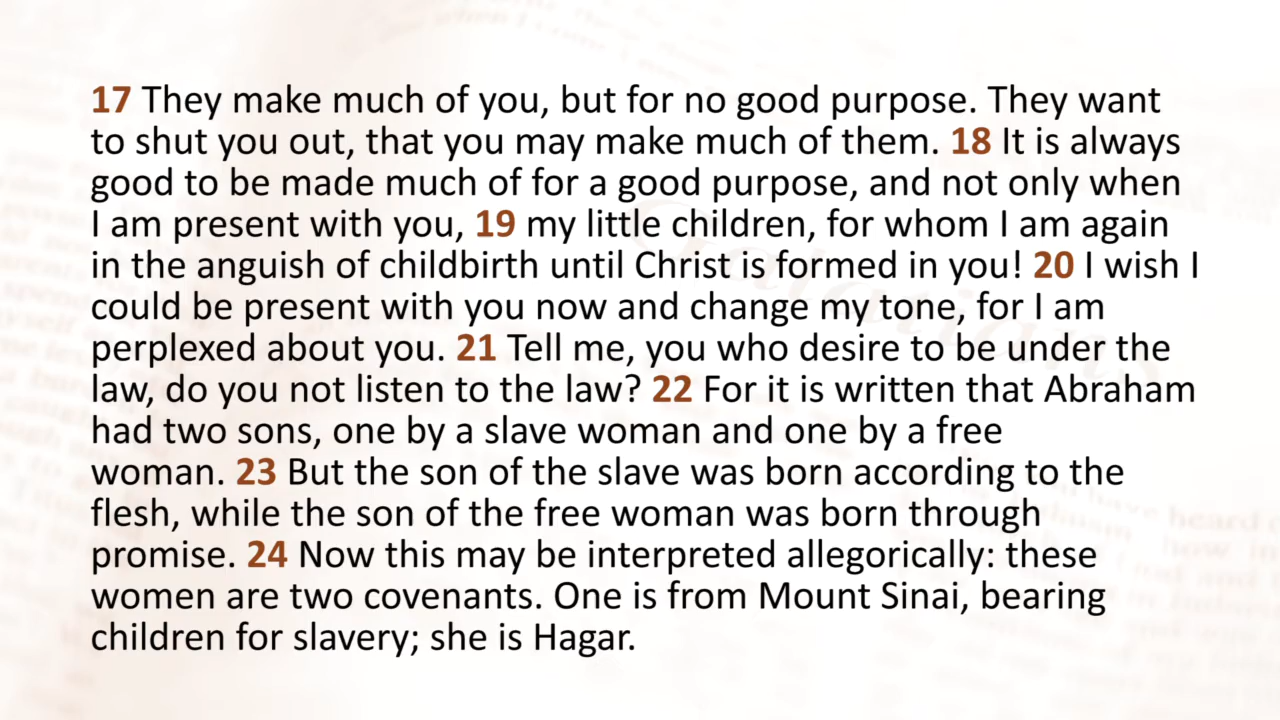 17 They make much of you, but for no good purpose. They want
to shut you out, that you may make much of them. 18 It is always
good to be made much of for a good purpose, and not only when
I am present with you, 19 my little children, for whom I am again
in the anguish of childbirth until Christ is formed in you! 20 I wish I
could be present with you now and change my tone, for I am
perplexed about you. 21 Tell me, you who desire to be under the
law, do you not listen to the law? 22 For it is written that Abraham
had two sons, one by a slave woman and one by a free
woman. 23 But the son of the slave was born according to the
flesh, while the son of the free woman was born through
promise. 24 Now this may be interpreted allegorically: these
women are two covenants. One is from Mount Sinai, bearing
children for slavery; she is Hagar.
Galatians